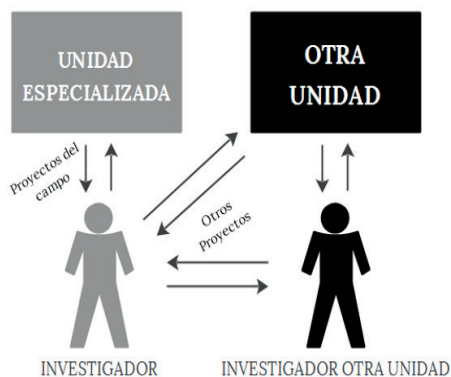 UNIDAD
ESPECIALIZADA
OTRA
UNIDAD
Proyectos del
campo
Otros
Proyectos
INVESTIGADOR
INVESTIGADOR OTRA UNIDAD